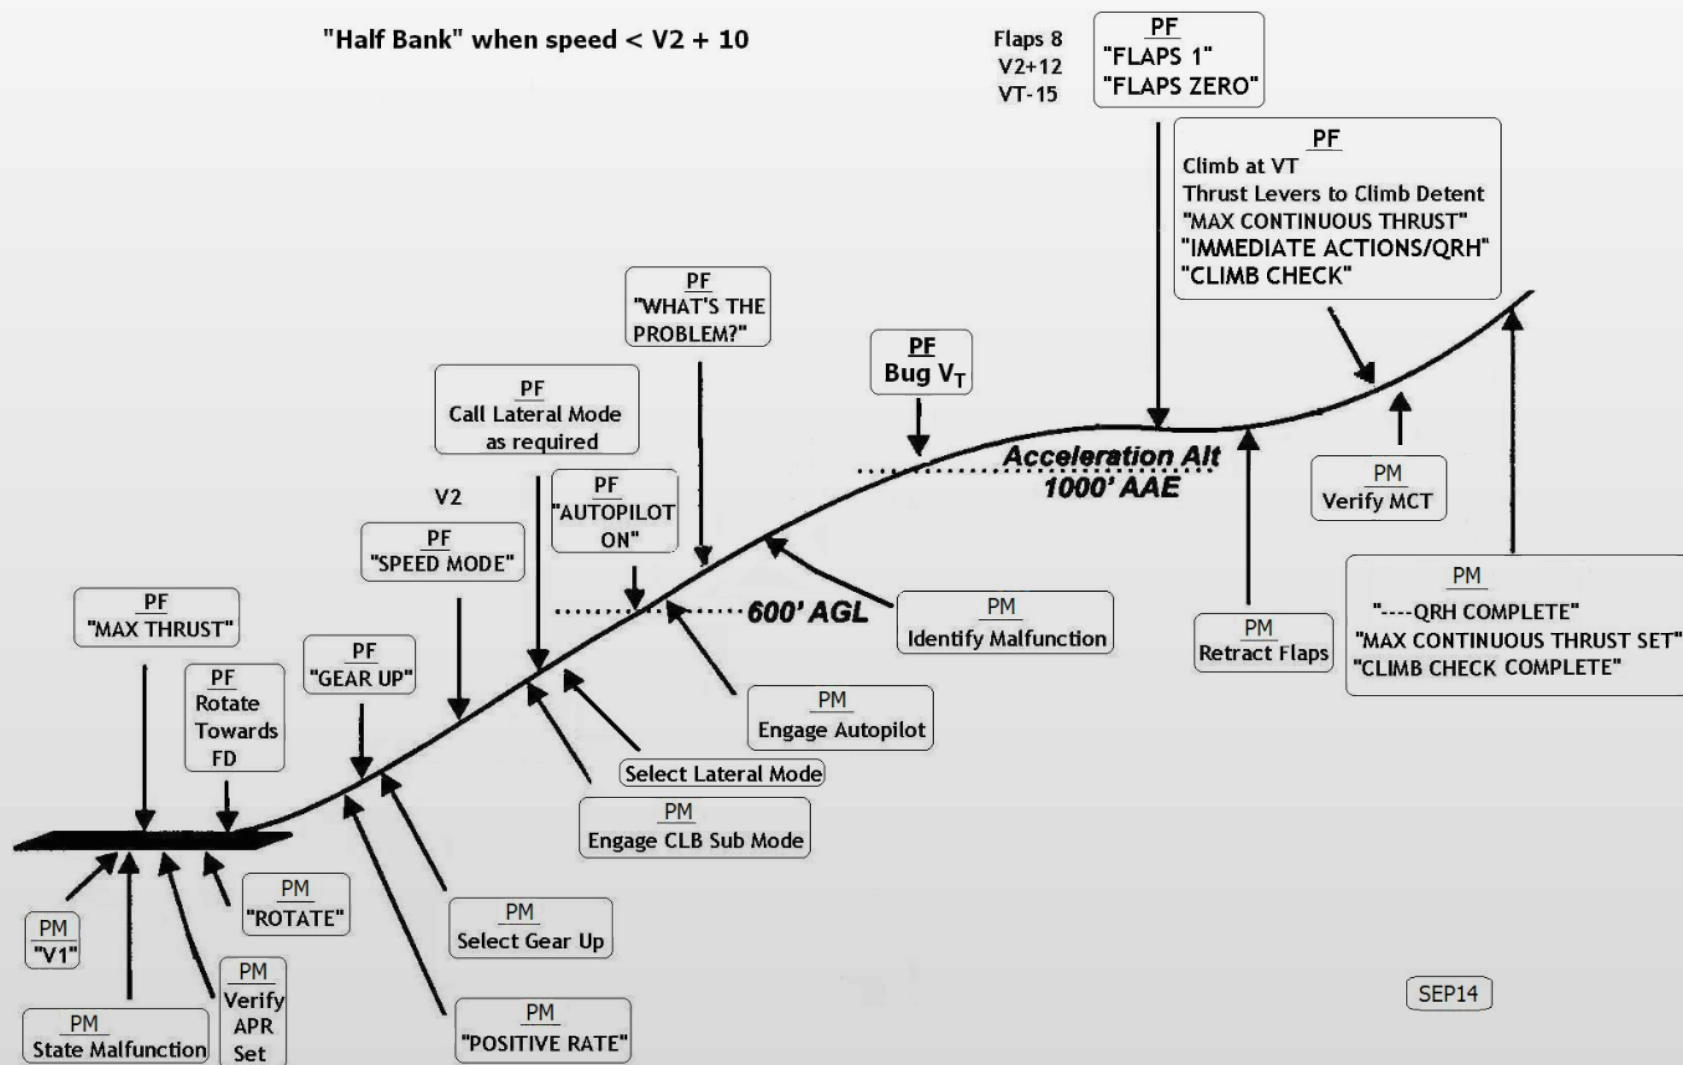 "Half Bank" when speed < V2 + 10
Flaps 8
V2+12
VT-15
PF
"FLAPS 1"
"FLAPS ZERO"
PF
Climb at VT
Thrust Levers to Climb Detent
"MAX CONTINUOUS THRUST"
"IMMEDIATE ACTIONS/QRH"
"CLIMB CHECK"
PF
"WHAT'S THE
PROBLEM?"
PF
Bug VT
PF
Call Lateral Mode
as required
Acceleration Alt
1000' AAE
PM
Verify MCT
PF
"AUTOPILOT
ON"
V2
PF
"SPEED MODE"
PM
"----QRH COMPLETE"
"MAX CONTINUOUS THRUST SET"
"CLIMB CHECK COMPLETE"
PF
"MAX THRUST"
600' AGL
PM
Identify Malfunction
PM
Retract Flaps
PF
"GEAR UP"
PF
Rotate
Towards
FD
PM
Engage Autopilot
Select Lateral Mode
PM
Engage CLB Sub Mode
PM
"ROTATE"
PM
Select Gear Up
PM
"V1"
PM
Verify
APR
Set
PM
"POSITIVE RATE"
PM
State Malfunction
SEP14